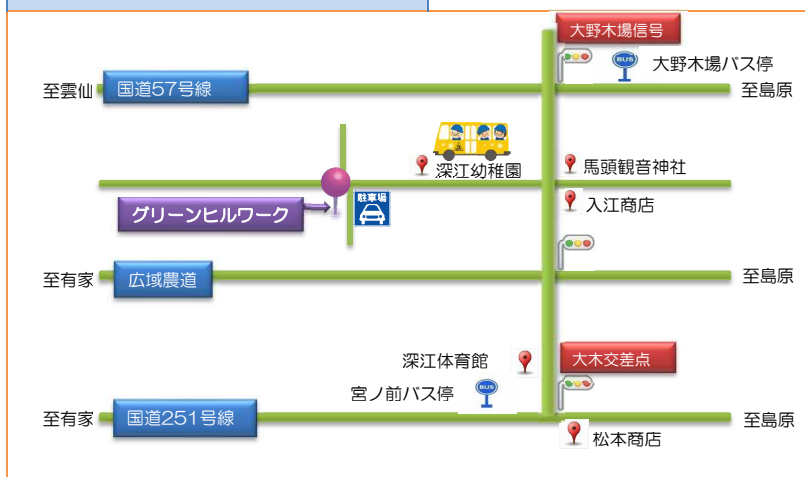 大野木場信号
BUS
大野木場バス停
至雲仙
国道57号線
至島原
深江幼稚園
馬頭観音神社
グリーンヒルワーク
駐車場
入江商店
至有家
広域農道
至島原
深江体育館
大木交差点
宮ノ前バス停
BUS
至有家
国道251号線
至島原
松本商店